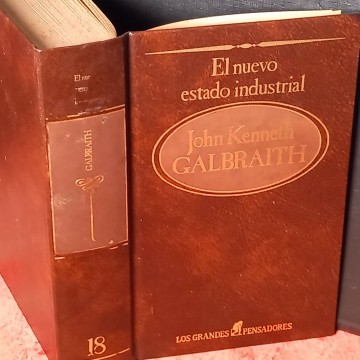 El nuevo
estado industrial
John Kenneth
GALBRAITH
LOS GRANDES PENSADORES
GALBRAITH
18